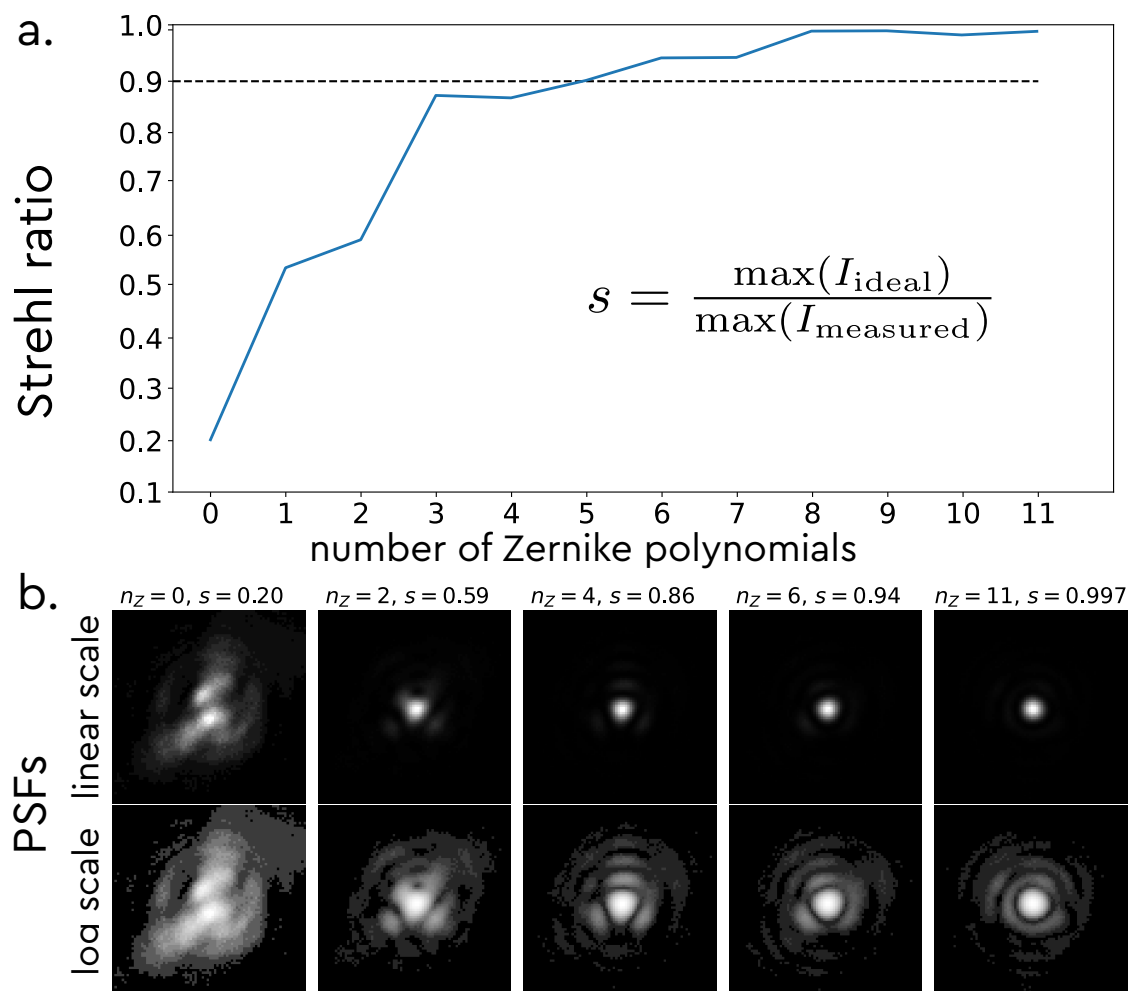 a.
Strehl ratio
1.0
0.9
0.8
0.7
0.6
0.5
0.4
0.3
0.2
0.1
s = max(I_ideal) / max(I_measured)
0 1 2 3 4 5 6 7 8 9 10 11
number of Zernike polynomials
b.
n_Z = 0, s = 0.20
n_Z = 2, s = 0.59
n_Z = 4, s = 0.86
n_Z = 6, s = 0.94
n_Z = 11, s = 0.997
PSFs
linear scale
log scale